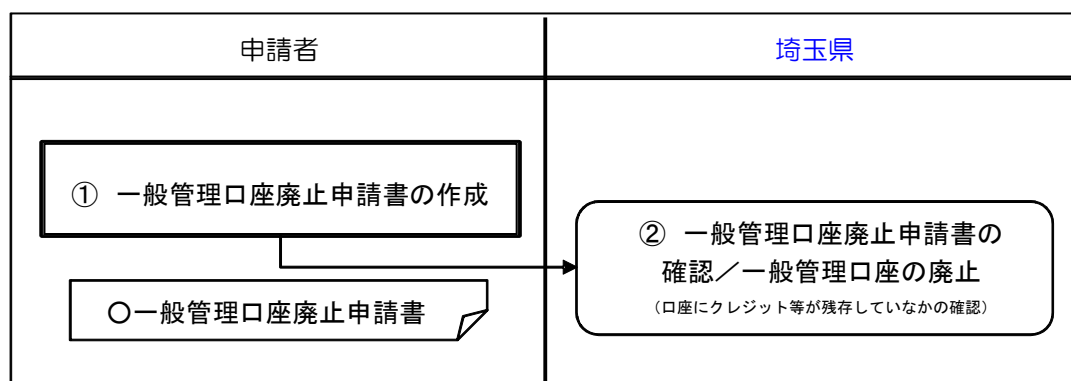 申請者
埼玉県
① 一般管理口座廃止申請書の作成
〇一般管理口座廃止申請書
② 一般管理口座廃止申請書の
確認／一般管理口座の廃止
（口座にクレジット等が残存していなかの確認）